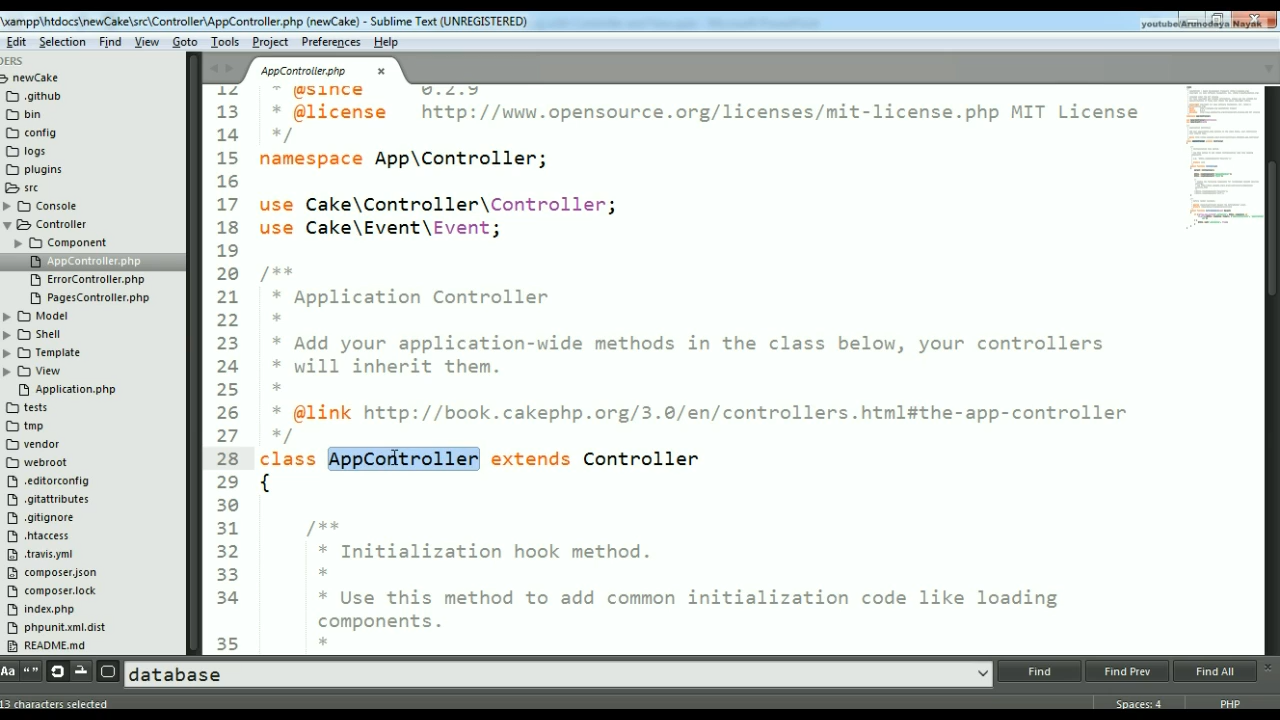 \xampp\htdocs\newCake\src\Controller\AppController.php (newCake) - Sublime Text (UNREGISTERED)
youtube/Arunodaya Nayak
Edit Selection Find View Goto Tools Project Preferences Help
DERS
newCake
.github
bin
config
logs
plugins
src
Console
Controller
Component
AppController.php
ErrorController.php
PagesController.php
Model
Shell
Template
View
Application.php
tests
tmp
vendor
webroot
.editorconfig
.gitattributes
.gitignore
.htaccess
.travis.yml
composer.json
composer.lock
index.php
phpunit.xml.dist
README.md
AppController.php
12 * @since 0.2.9
13 * @license http://www.opensource.org/licenses/mit-license.php MIT License
14 */
15 namespace App\Controller;
16
17 use Cake\Controller\Controller;
18 use Cake\Event\Event;
19
20 /**
21 * Application Controller
22 *
23 * Add your application-wide methods in the class below, your controllers
24 * will inherit them.
25 *
26 * @link http://book.cakephp.org/3.0/en/controllers.html#the-app-controller
27 */
28 class AppController extends Controller
29 {
30
31 /**
32 * Initialization hook method.
33 *
34 * Use this method to add common initialization code like loading
components.
35 *
Aa “ ” database Find Find Prev Find All
13 characters selected Spaces: 4 PHP